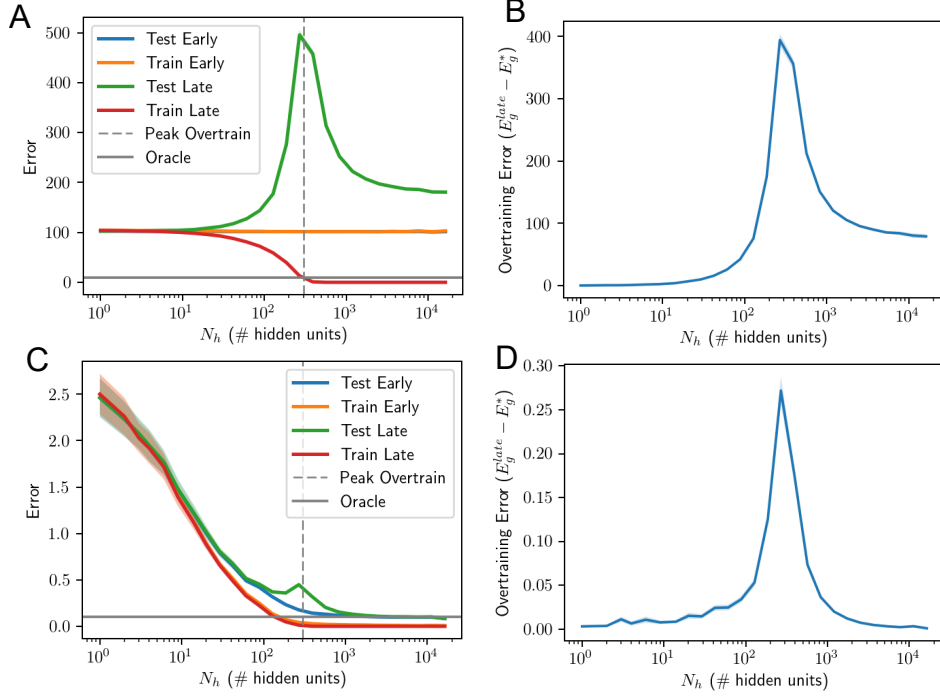 A
B
500
400
300
200
100
0
Error
Test Early
Train Early
Test Late
Train Late
Peak Overtrain
Oracle
10^0
10^1
10^2
10^3
10^4
N_h (# hidden units)
400
300
200
100
0
Overtraining Error (E_g^{late} − E_g^*)
10^0
10^1
10^2
10^3
10^4
N_h (# hidden units)
C
D
2.5
2.0
1.5
1.0
0.5
0.0
Error
Test Early
Train Early
Test Late
Train Late
Peak Overtrain
Oracle
10^0
10^1
10^2
10^3
10^4
N_h (# hidden units)
0.30
0.25
0.20
0.15
0.10
0.05
0.00
Overtraining Error (E_g^{late} − E_g^*)
10^0
10^1
10^2
10^3
10^4
N_h (# hidden units)